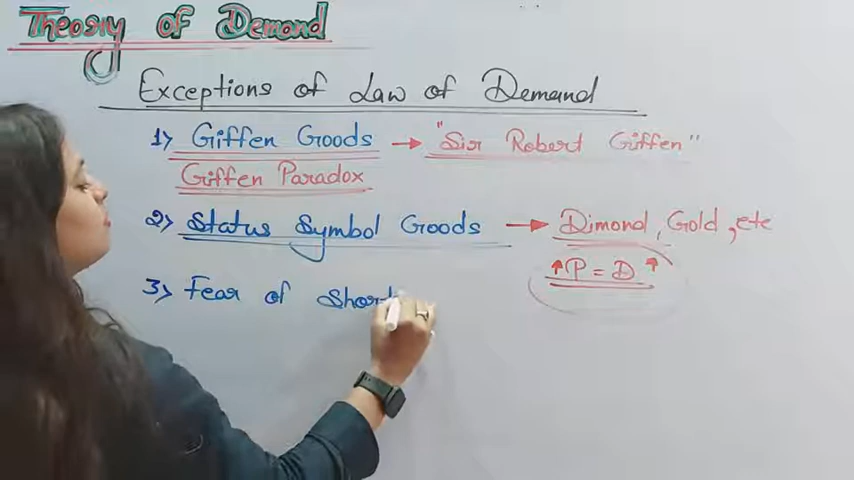 Theory of Demand
Exceptions of Law of Demand
1> Giffen Goods → "Sir Robert Giffen"
Giffen Paradox
2> Status Symbol Goods → Dimond, Gold, etc
↑P = D↑
3> Fear of Short